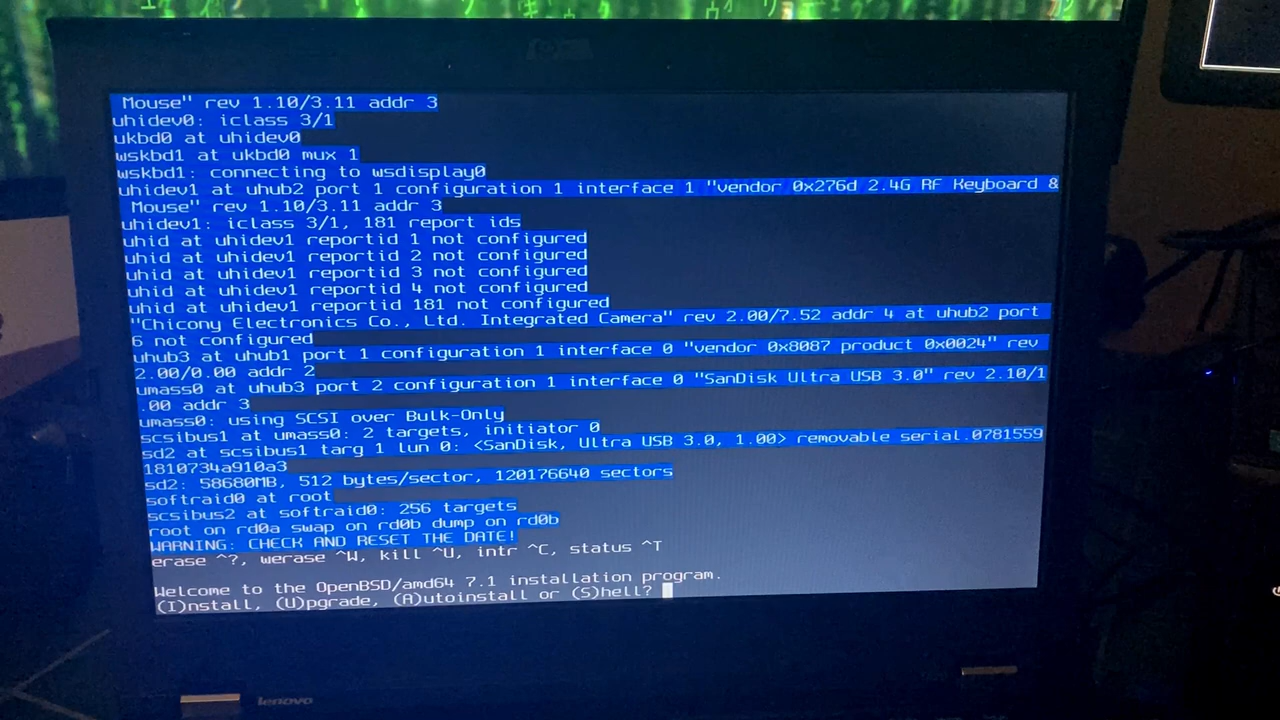 Mouse" rev 1.10/3.11 addr 3
uhidev0: iclass 3/1
ukbd0 at uhidev0
wskbd1 at ukbd0 mux 1
wskbd1: connecting to wsdisplay0
uhidev1 at uhub2 port 1 configuration 1 interface 1 "vendor 0x276d 2.4G RF Keyboard &
Mouse" rev 1.10/3.11 addr 3
uhidev1: iclass 3/1, 181 report ids
uhid at uhidev1 reportid 1 not configured
uhid at uhidev1 reportid 2 not configured
uhid at uhidev1 reportid 3 not configured
uhid at uhidev1 reportid 4 not configured
uhid at uhidev1 reportid 181 not configured
"Chicony Electronics Co., Ltd. Integrated Camera" rev 2.00/7.52 addr 4 at uhub2 port
6 not configured
uhub3 at uhub1 port 1 configuration 1 interface 0 "vendor 0x8087 product 0x0024" rev
2.00/0.00 addr 2
umass0 at uhub3 port 2 configuration 1 interface 0 "SanDisk Ultra USB 3.0" rev 2.10/1
.00 addr 3
umass0: using SCSI over Bulk-Only
scsibus1 at umass0: 2 targets, initiator 0
sd2 at scsibus1 targ 1 lun 0: <SanDisk, Ultra USB 3.0, 1.00> removable serial.0781559
1810734a910a3
sd2: 58680MB, 512 bytes/sector, 120176640 sectors
softraid0 at root
scsibus2 at softraid0: 256 targets
root on rd0a swap on rd0b dump on rd0b
WARNING: CHECK AND RESET THE DATE!
erase ^?, werase ^W, kill ^U, intr ^C, status ^T
Welcome to the OpenBSD/amd64 7.1 installation program.
(I)nstall, (U)pgrade, (A)utoinstall or (S)hell?
lenovo